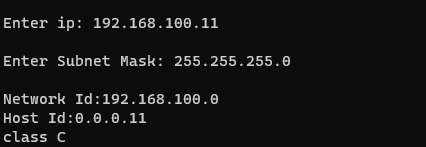 Enter ip: 192.168.100.11
Enter Subnet Mask: 255.255.255.0
Network Id:192.168.100.0
Host Id:0.0.0.11
class C